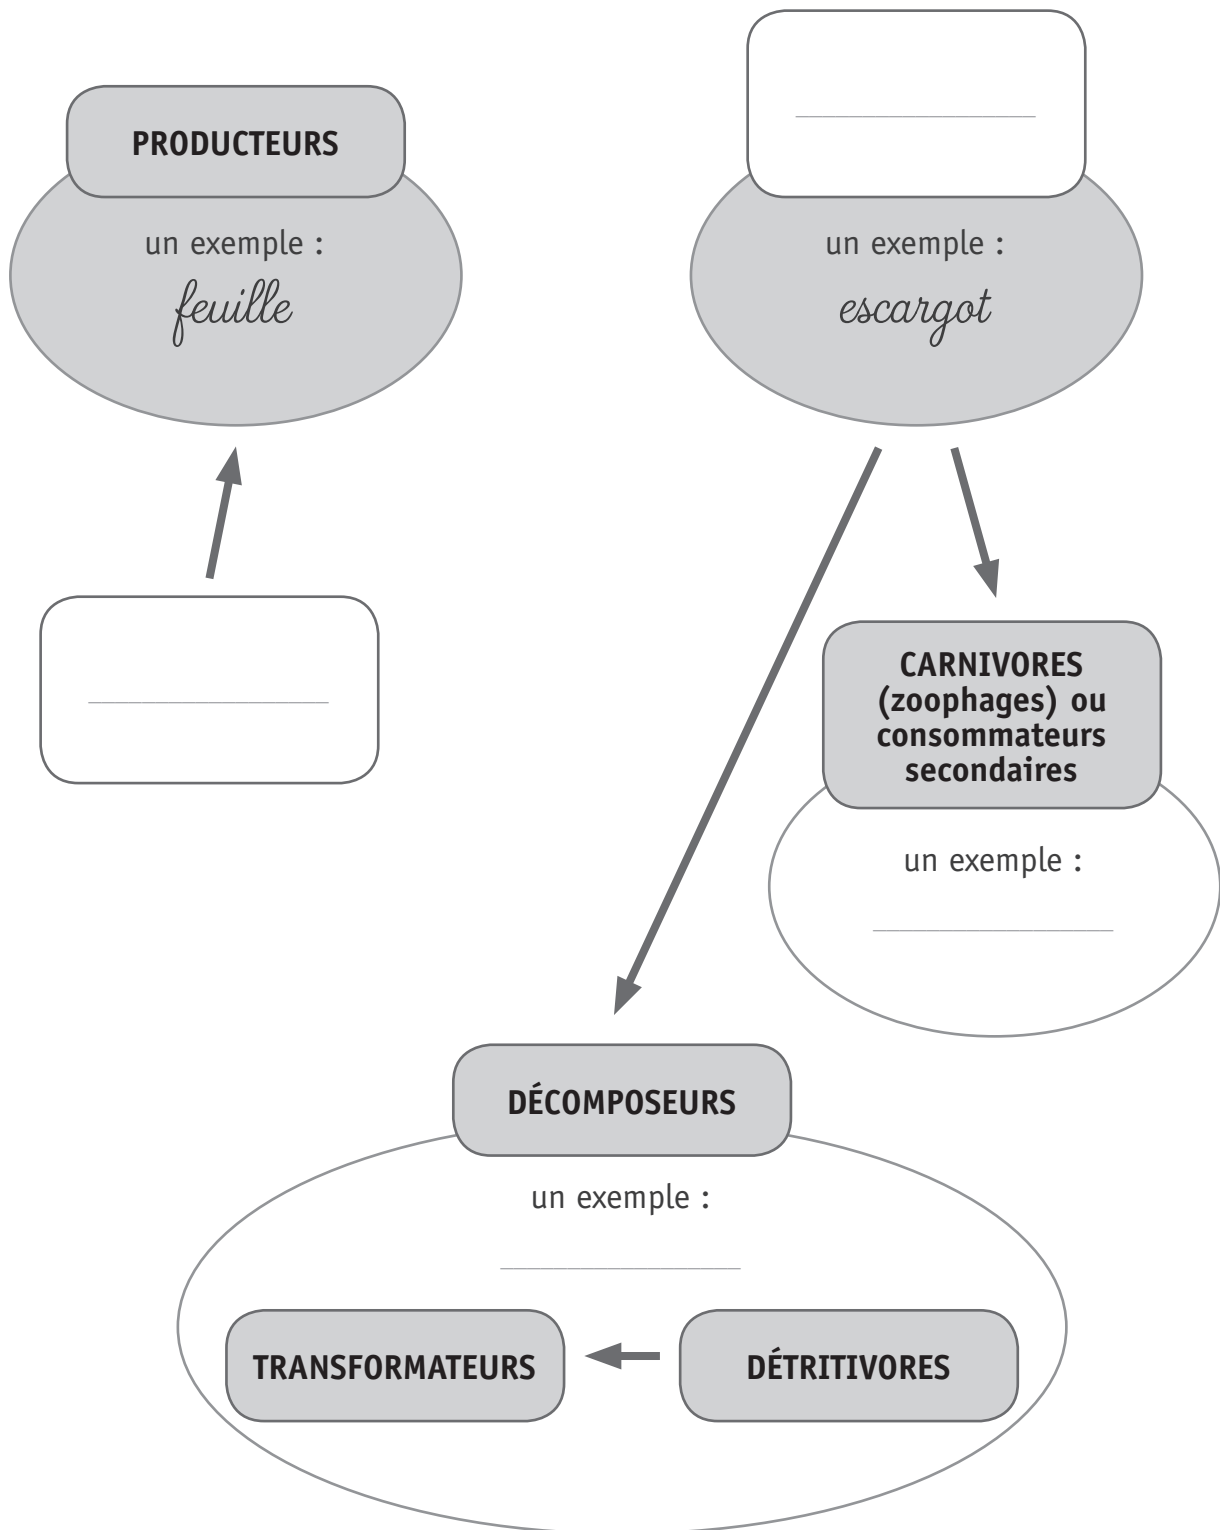 PRODUCTEURS
un exemple :
feuille
un exemple :
escargot
CARNIVORES
(zoophages) ou
consommateurs
secondaires
un exemple :
DÉCOMPOSEURS
un exemple :
TRANSFORMATEURS
DÉTRITIVORES